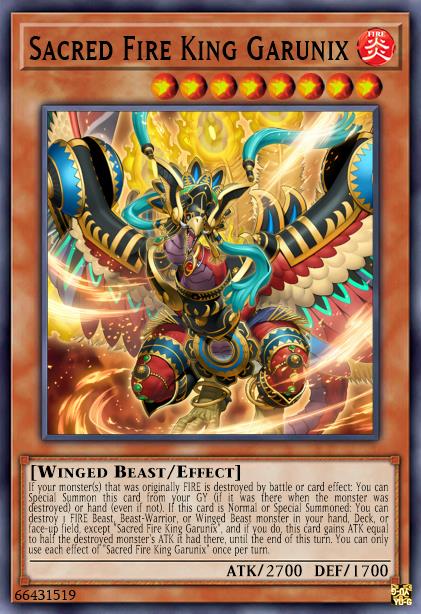 Sacred Fire King Garunix
FIRE
炎
[Winged Beast/Effect]
If your monster(s) that was originally FIRE is destroyed by battle or card effect: You can
Special Summon this card from your GY (if it was there when the monster was
destroyed) or hand (even if not). If this card is Normal or Special Summoned: You can
destroy 1 FIRE Beast, Beast-Warrior, or Winged Beast monster in your hand, Deck, or
face-up field, except "Sacred Fire King Garunix", and if you do, this card gains ATK equal
to half the destroyed monster's ATK it had there, until the end of this turn. You can only
use each effect of "Sacred Fire King Garunix" once per turn.
ATK/2700 DEF/1700
66431519